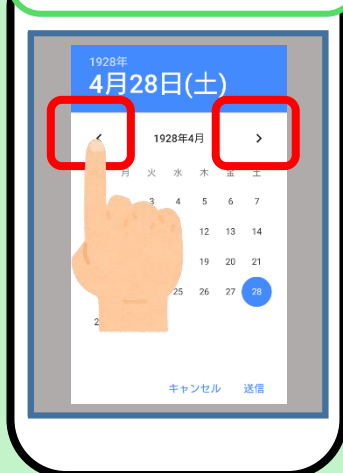 1928年
4月28日(土)
1928年4月
月 火 水 木 金 土
3 4 5 6 7
12 13 14
19 20 21
25 26 27 28
2
キャンセル 送信